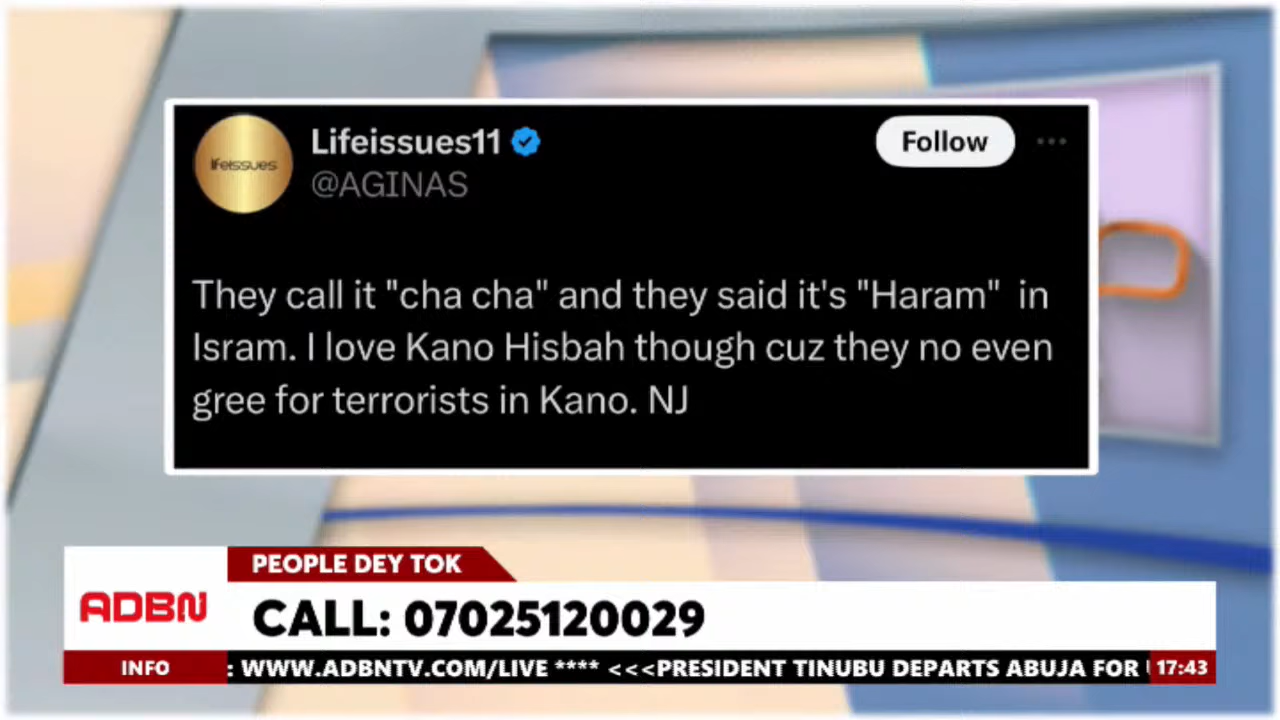 Lifeissues11
Follow
lifeissues
@AGINAS
They call it "cha cha" and they said it's "Haram" in
Isram. I love Kano Hisbah though cuz they no even
gree for terrorists in Kano. NJ
PEOPLE DEY TOK
ADBN
CALL: 07025120029
INFO
: WWW.ADBNTV.COM/LIVE **** <<<PRESIDENT TINUBU DEPARTS ABUJA FOR
17:43